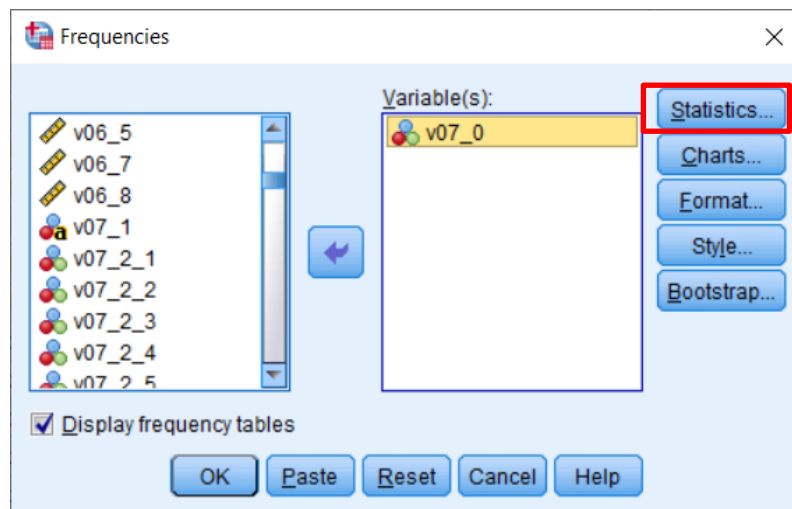 Frequencies
Variable(s):
v06_5
v06_7
v06_8
v07_1
v07_2_1
v07_2_2
v07_2_3
v07_2_4
v07_2_5
v07_0
Statistics...
Charts...
Format...
Style...
Bootstrap...
Display frequency tables
OK Paste Reset Cancel Help